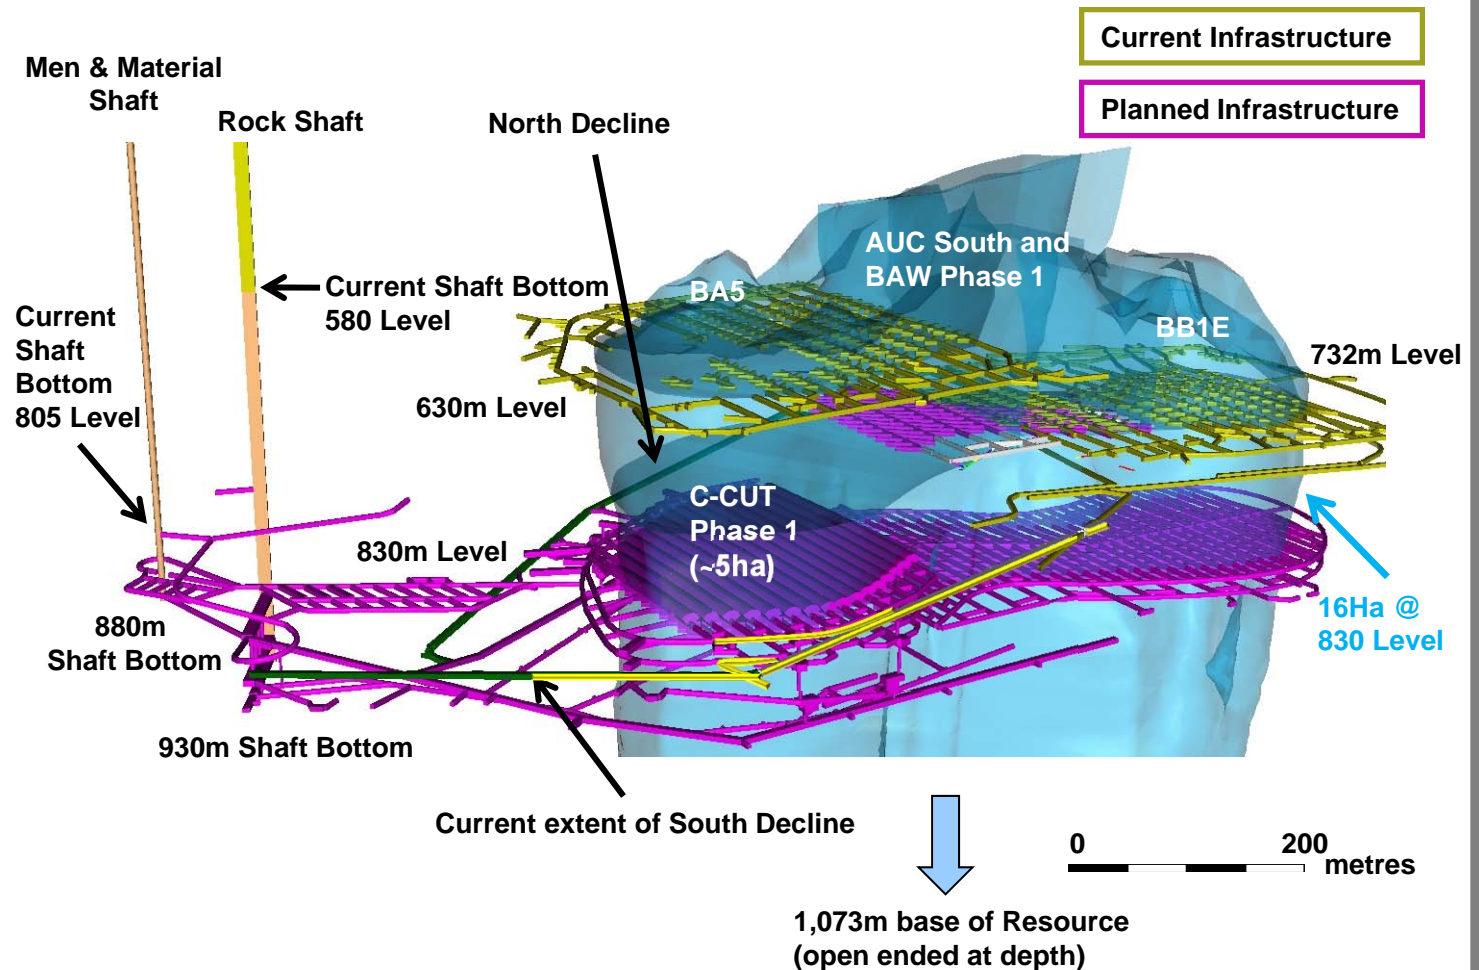 Current Infrastructure
Planned Infrastructure
Men & Material
Shaft
Rock Shaft
North Decline
AUC South and
BAW Phase 1
BA5
BB1E
Current Shaft Bottom
580 Level
Current
Shaft
Bottom
805 Level
732m Level
630m Level
C-CUT
Phase 1
(~5ha)
830m Level
16Ha @
830 Level
880m
Shaft Bottom
930m Shaft Bottom
Current extent of South Decline
0 200
metres
1,073m base of Resource
(open ended at depth)